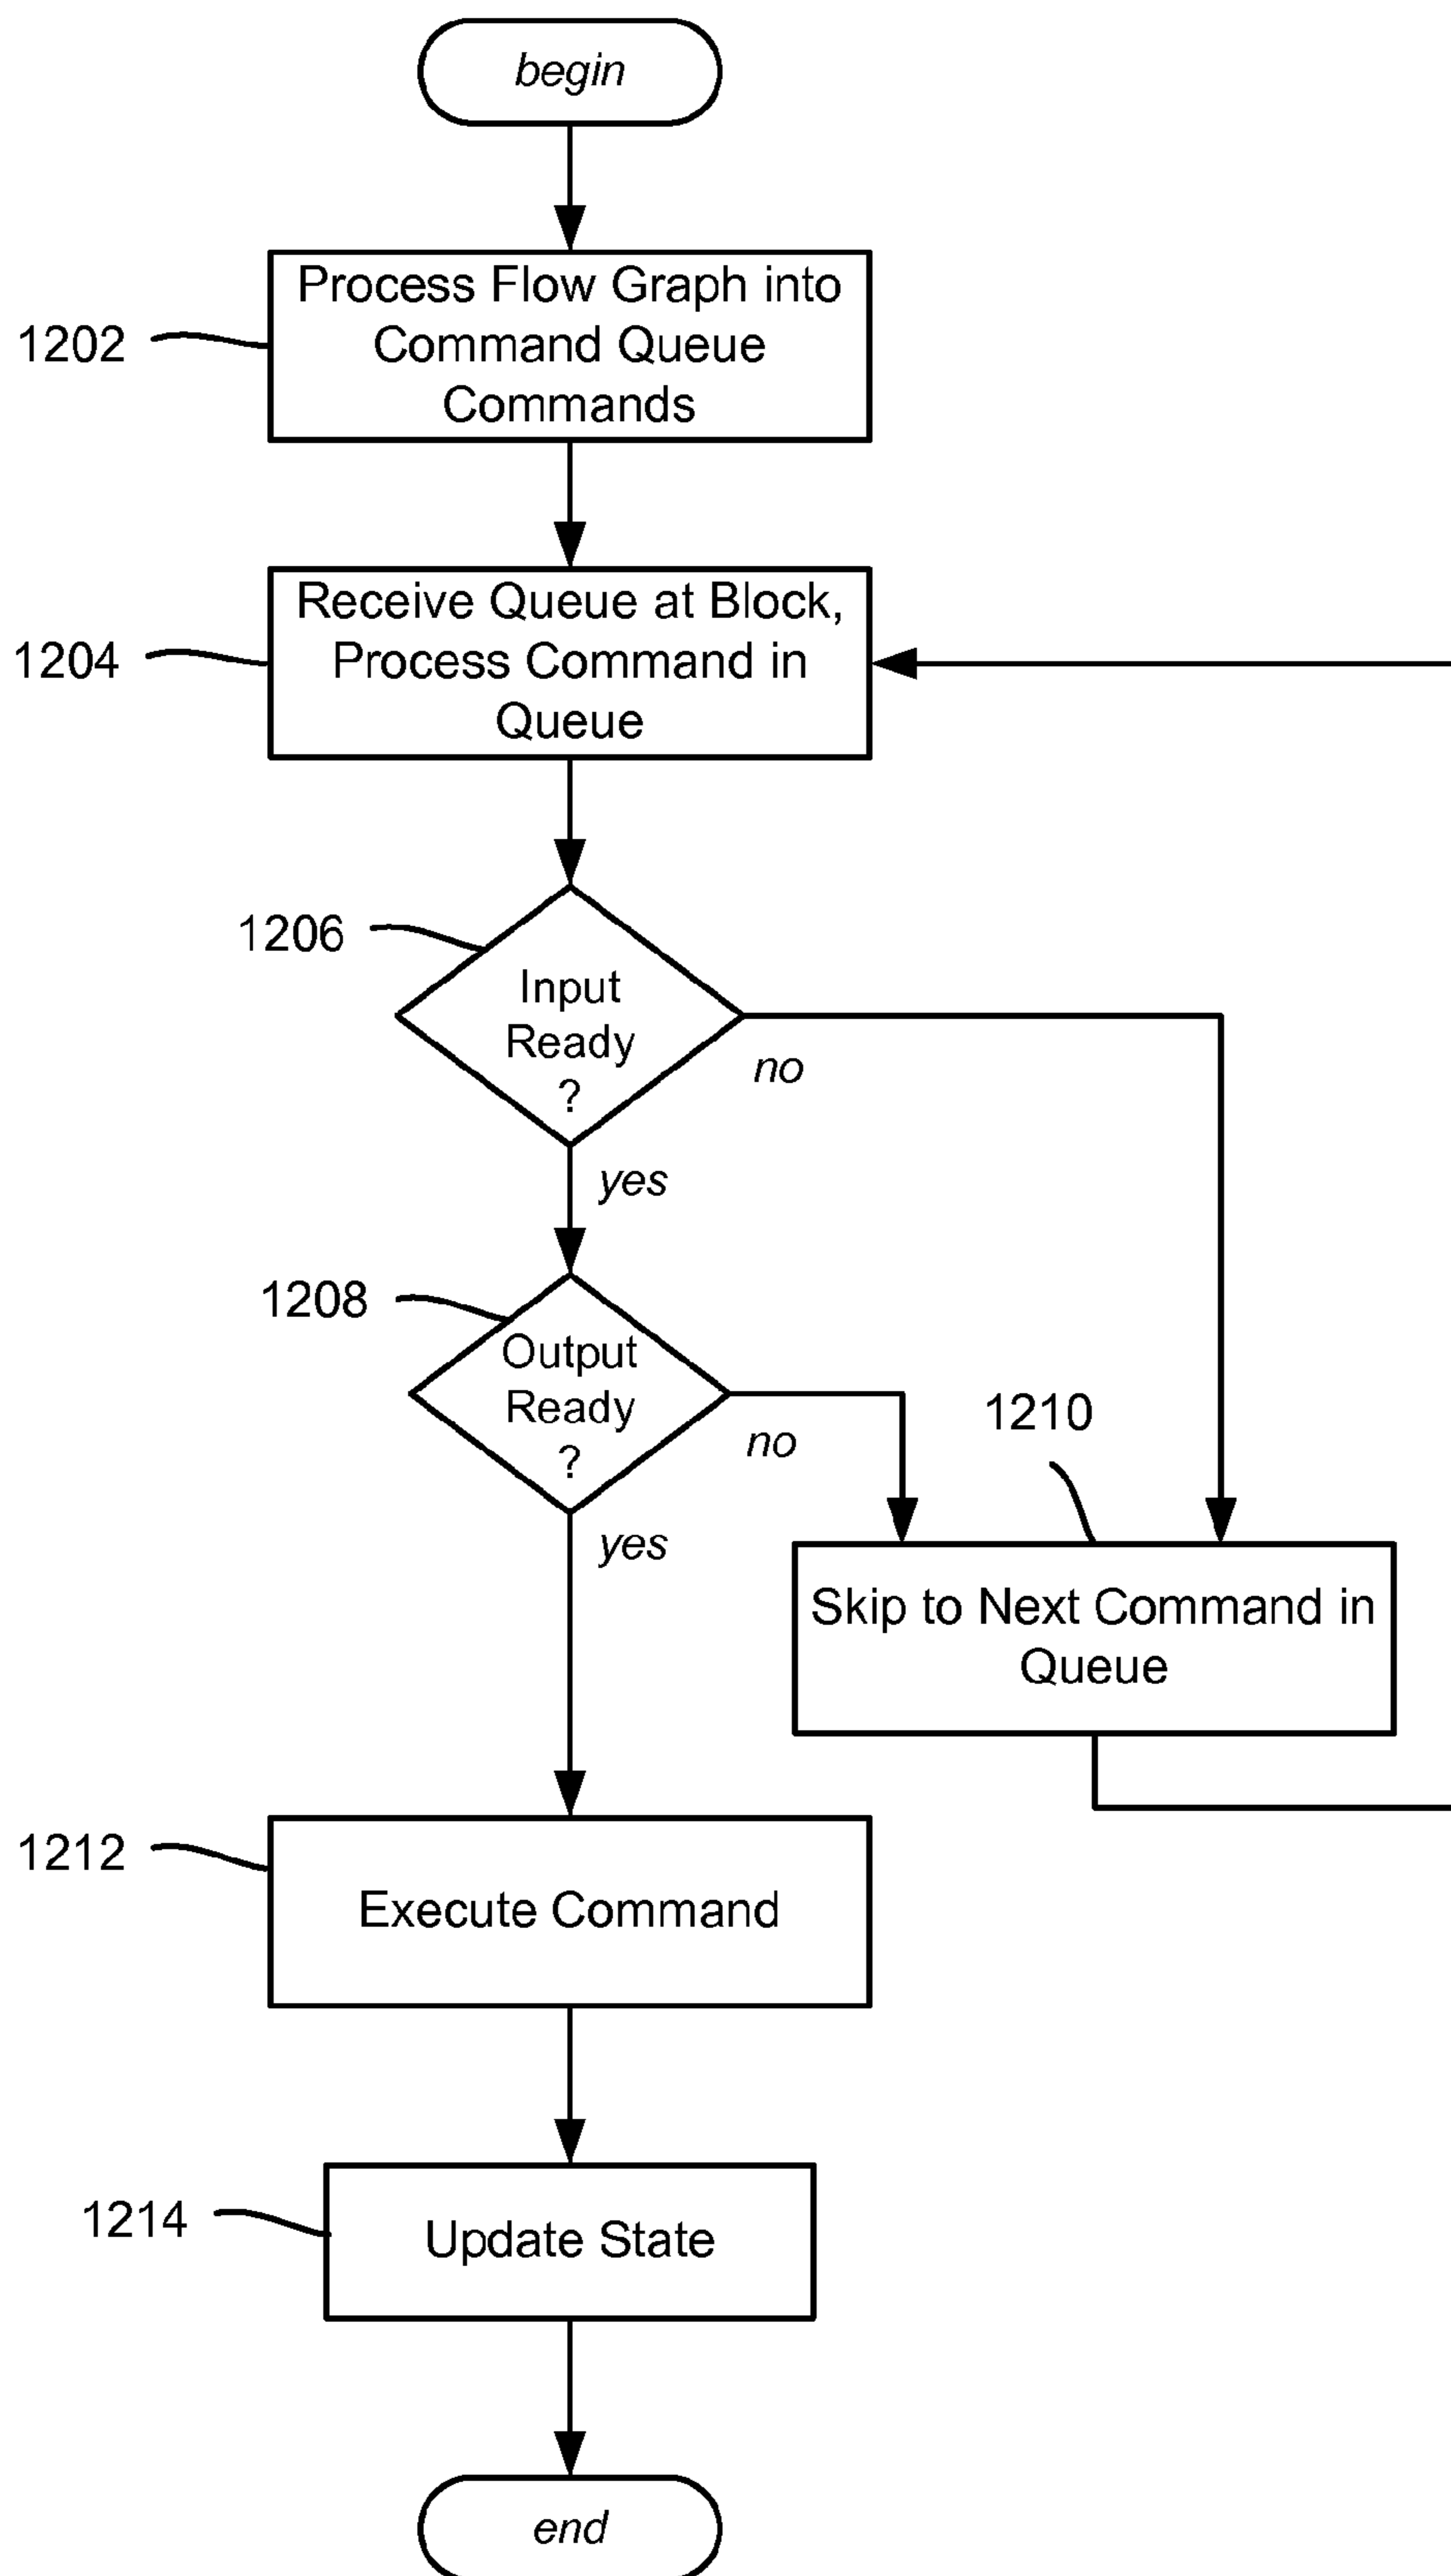 begin
Process Flow Graph into
Command Queue
Commands
1202
Receive Queue at Block,
Process Command in
Queue
1204
1206
Input
Ready
?
no
yes
1208
Output
Ready
?
no
yes
1210
Skip to Next Command in
Queue
1212
Execute Command
1214
Update State
end